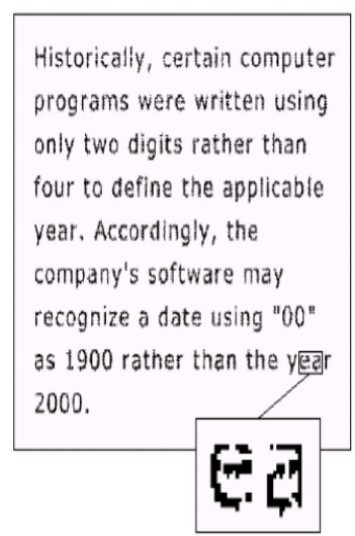 Historically, certain computer
programs were written using
only two digits rather than
four to define the applicable
year. Accordingly, the
company's software may
recognize a date using "00"
as 1900 rather than the year
2000.
ea